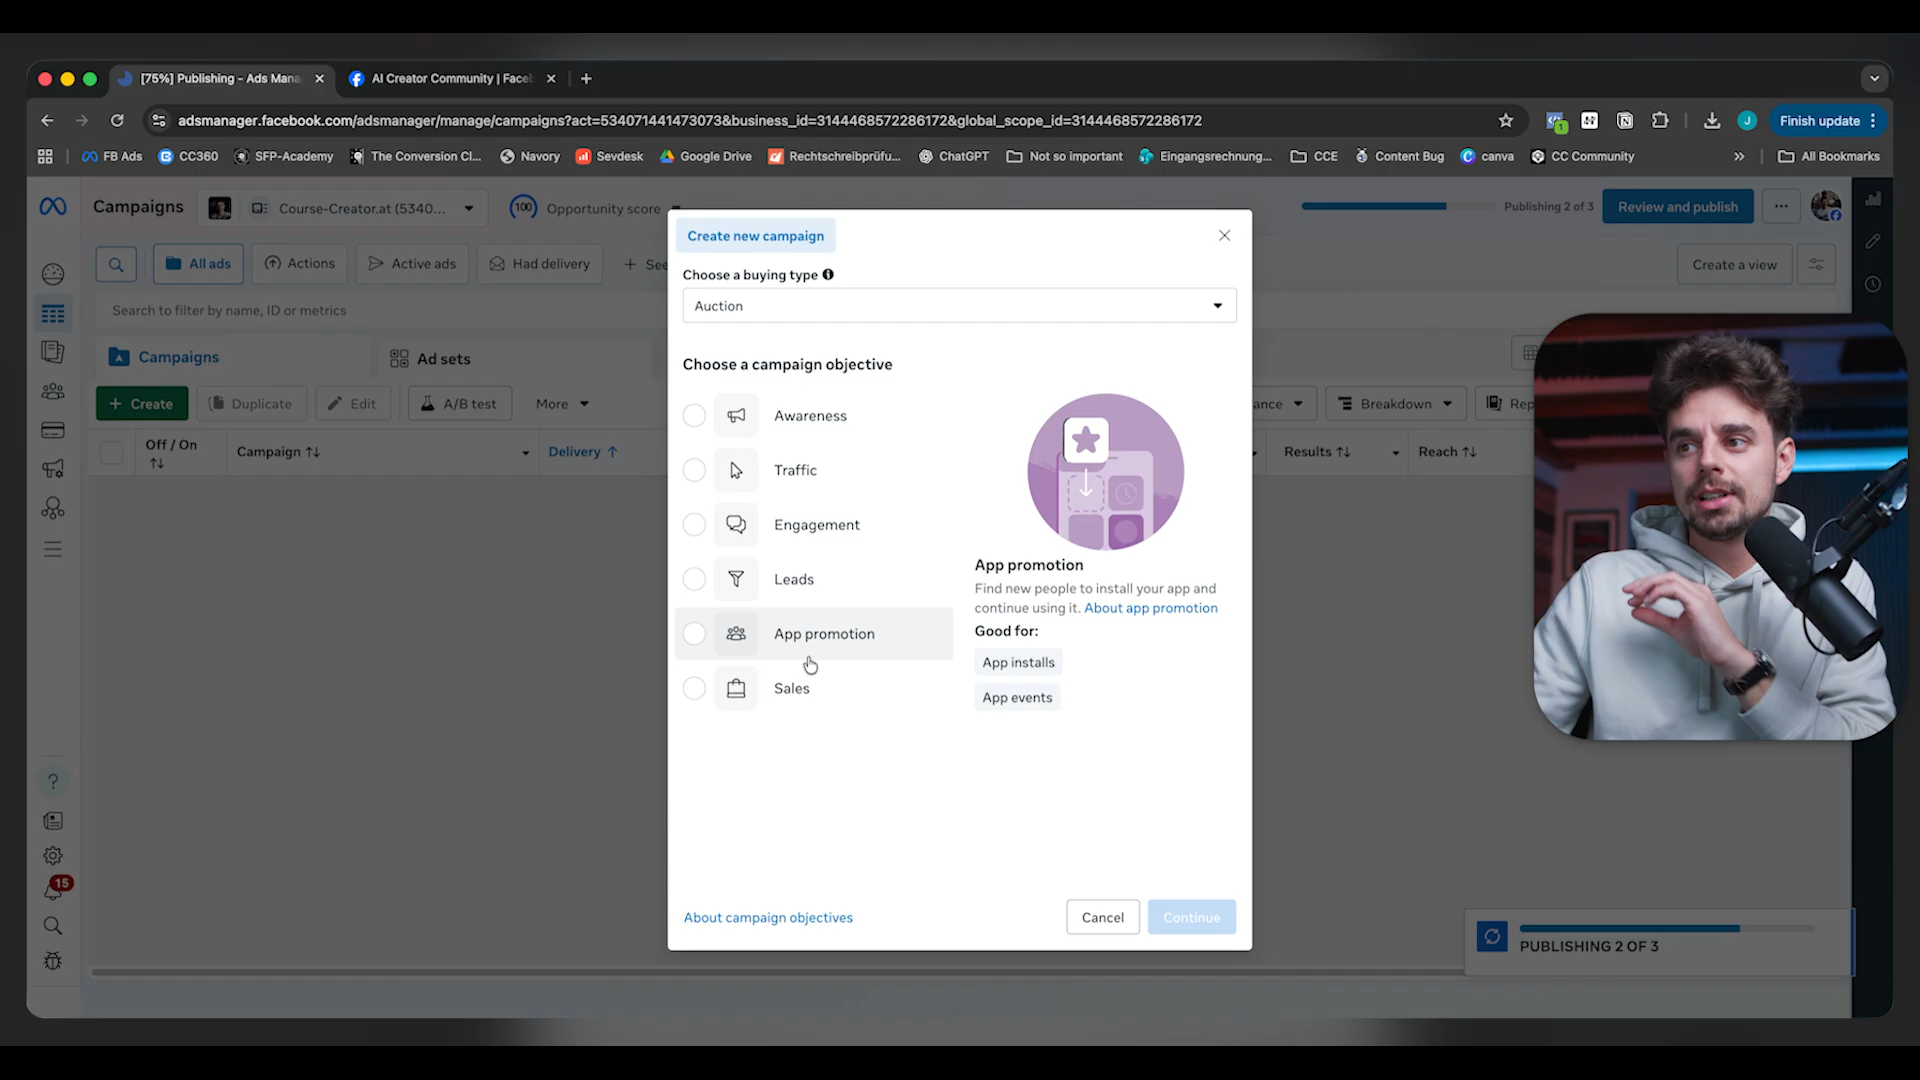 [75%] Publishing - Ads Mana
AI Creator Community | Faceb
adsmanager.facebook.com/adsmanager/manage/campaigns?act=534071441473073&business_id=3144468572286172&global_scope_id=3144468572286172
Finish update
FB Ads
CC360
SFP-Academy
The Conversion Cl...
Navory
Sevdesk
Google Drive
Rechtschreibprüfu...
ChatGPT
Not so important
Eingangsrechnung...
CCE
Content Bug
canva
CC Community
All Bookmarks
Campaigns
Course-Creator.at (5340...
100
Opportunity score
Publishing 2 of 3
Review and publish
All ads
Actions
Active ads
Had delivery
+ See
Create a view
Search to filter by name, ID or metrics
Campaigns
Ad sets
+ Create
Duplicate
Edit
A/B test
More
ance
Breakdown
Rep
Off / On
Campaign
Delivery
Results
Reach
Create new campaign
Choose a buying type
Auction
Choose a campaign objective
Awareness
Traffic
Engagement
Leads
App promotion
Sales
App promotion
Find new people to install your app and
continue using it. About app promotion
Good for:
App installs
App events
About campaign objectives
Cancel
Continue
15
PUBLISHING 2 OF 3
1
J